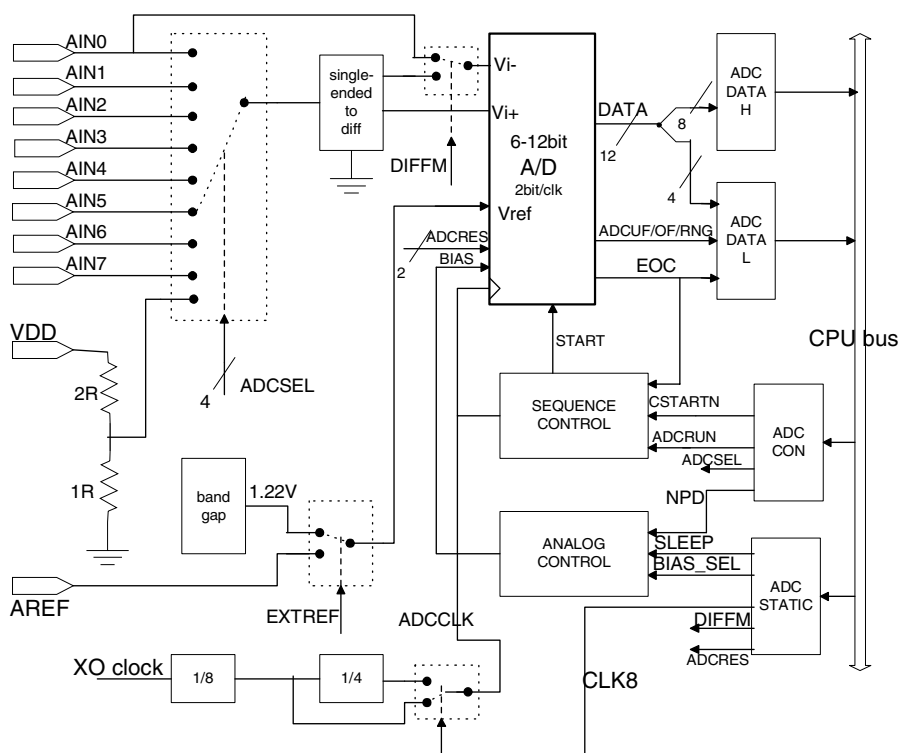 AIN0
AIN1
AIN2
AIN3
AIN4
AIN5
AIN6
AIN7
VDD
2R
1R
AREF
XO clock
1/8
1/4
4
ADCSEL
band
gap
1.22V
EXTREF
ADCCLK
CLK8
single-
ended
to
diff
DIFFM
Vi-
Vi+
6-12bit
A/D
2bit/clk
Vref
ADCRES
2
BIAS
START
DATA
12
8
4
ADCUF/OF/RNG
EOC
ADC
DATA
H
ADC
DATA
L
CPU bus
SEQUENCE
CONTROL
CSTARTN
ADCRUN
ADCSEL
NPD
ADC
CON
ANALOG
CONTROL
SLEEP
BIAS_SEL
DIFFM
ADCRES
ADC
STATIC